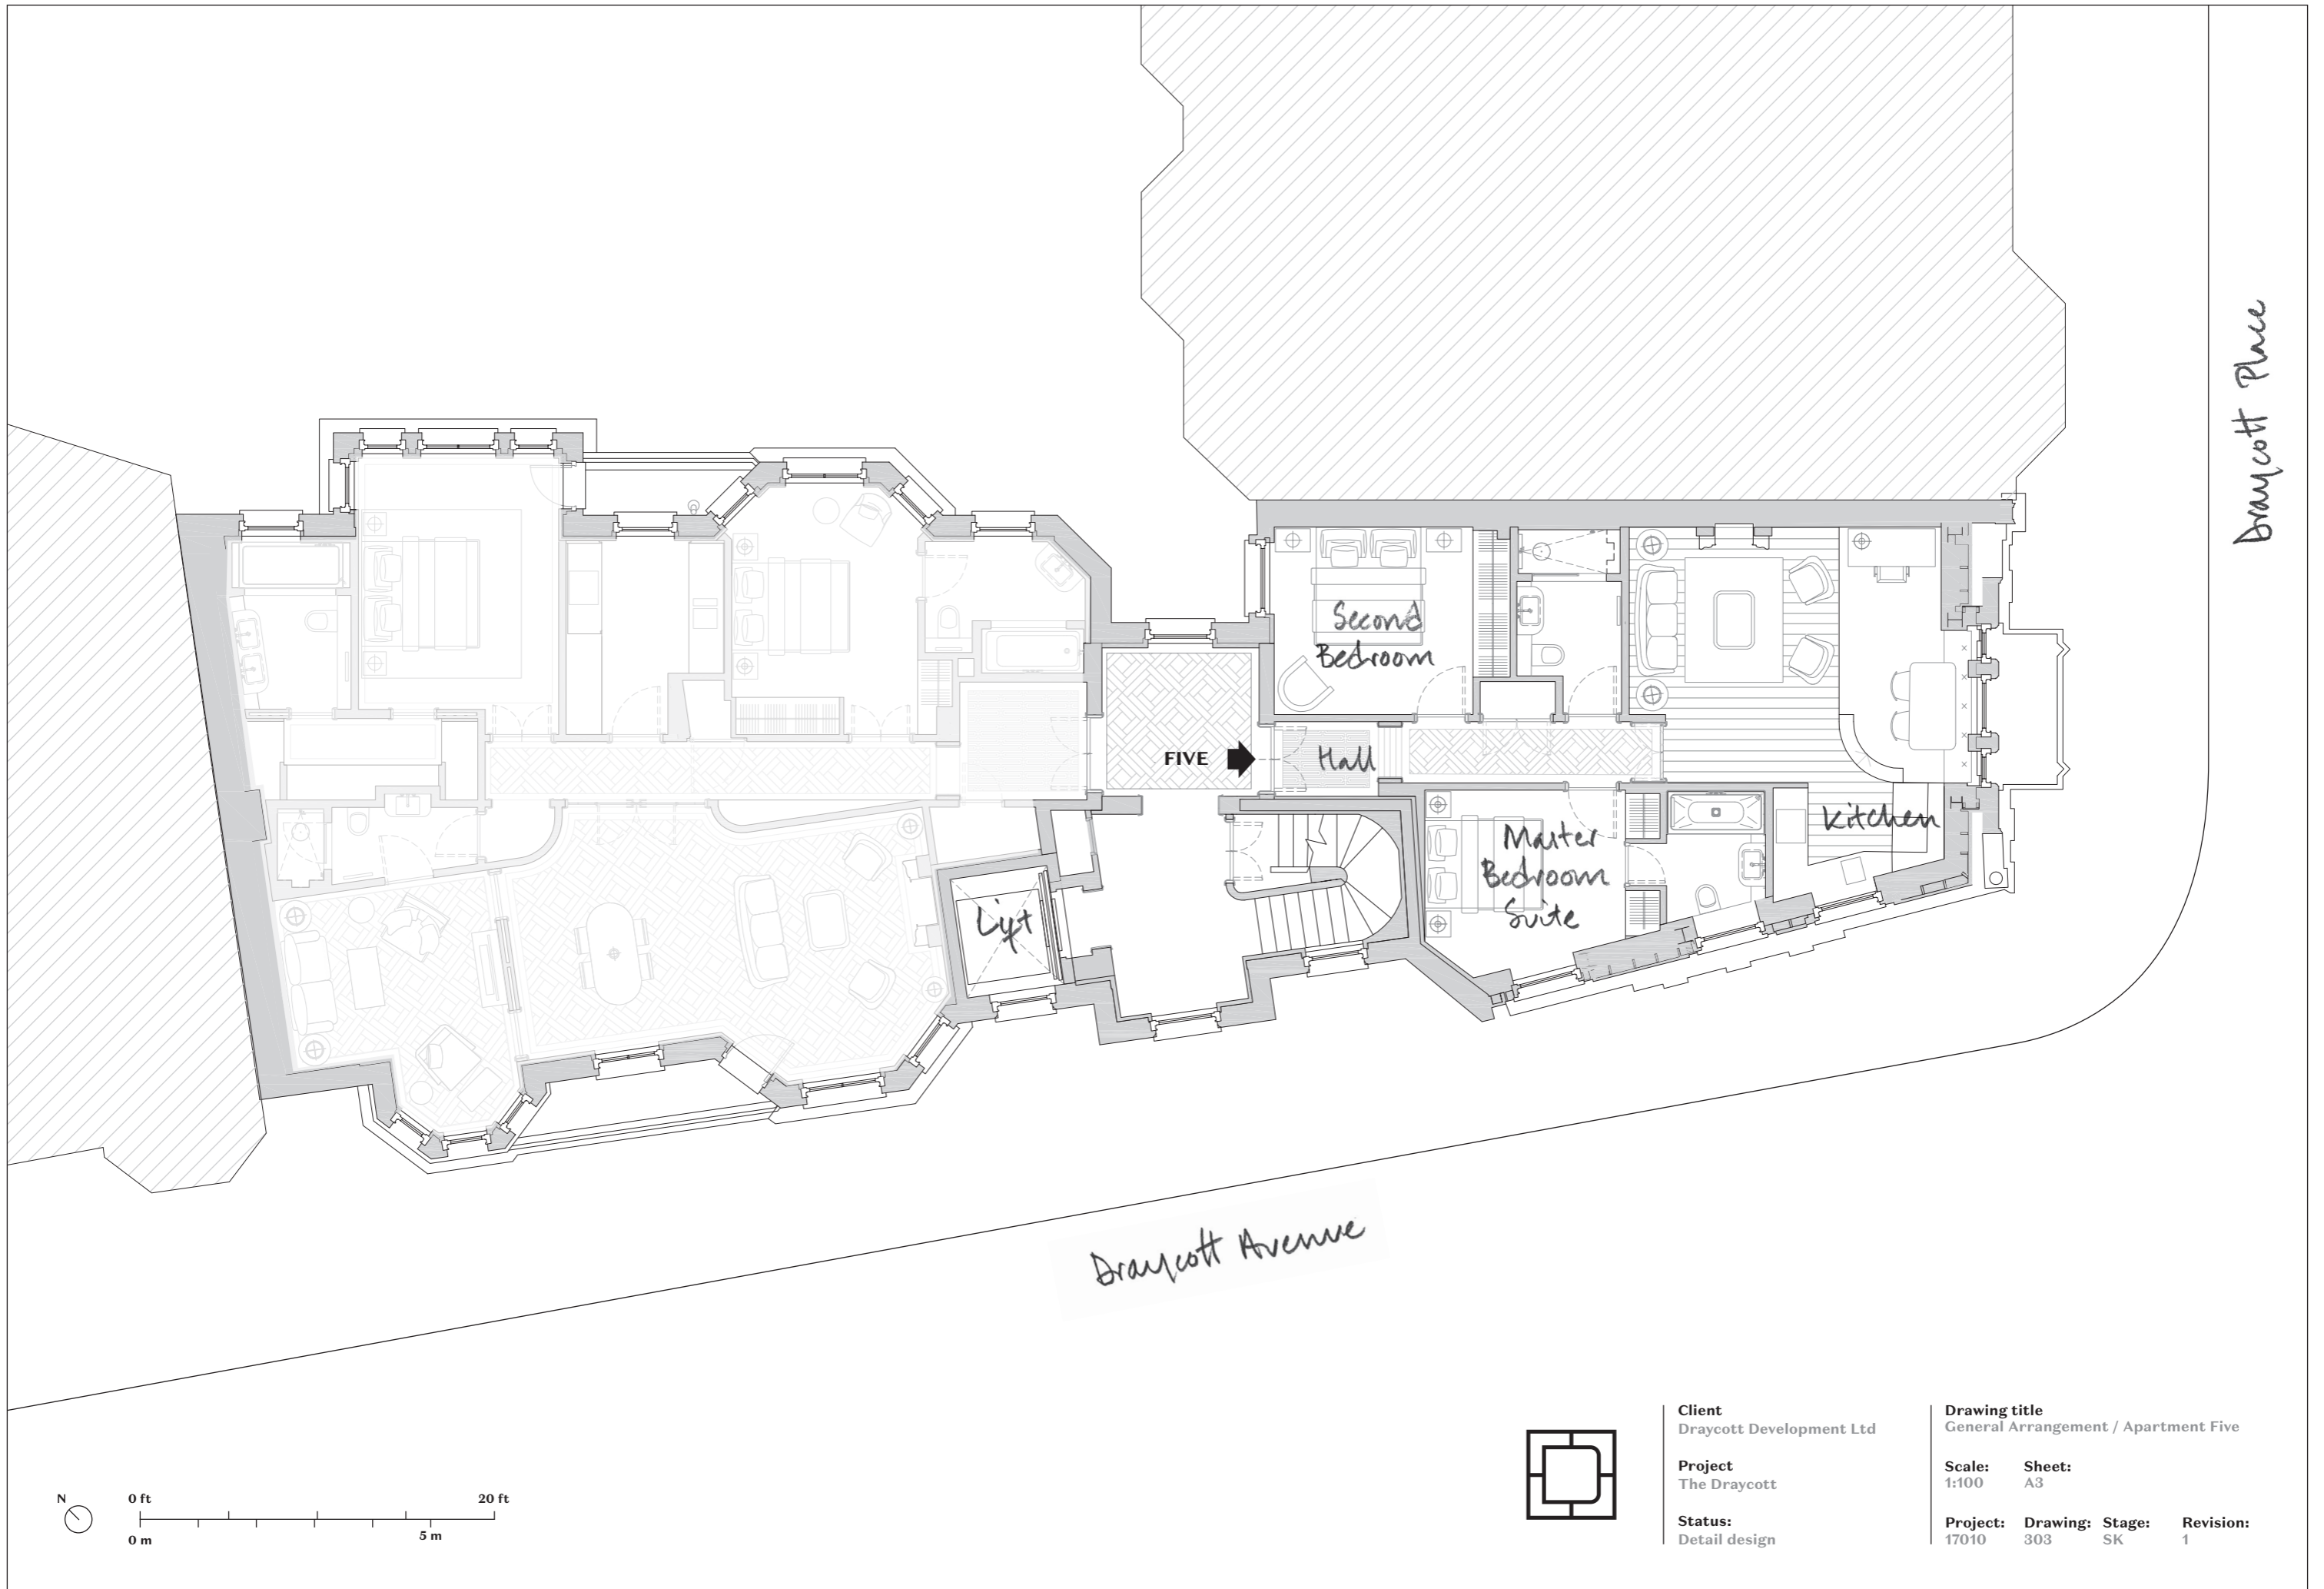 Draycott Place
Second
Bedroom
FIVE
Hall
Kitchen
Master
Bedroom
Suite
Lift
Draycott Avenue
N
0 ft
20 ft
0 m
5 m
Client
Draycott Development Ltd
Project
The Draycott
Status:
Detail design
Drawing title
General Arrangement / Apartment Five
Scale: Sheet:
1:100 A3
Project: Drawing: Stage: Revision:
17010 303 SK 1